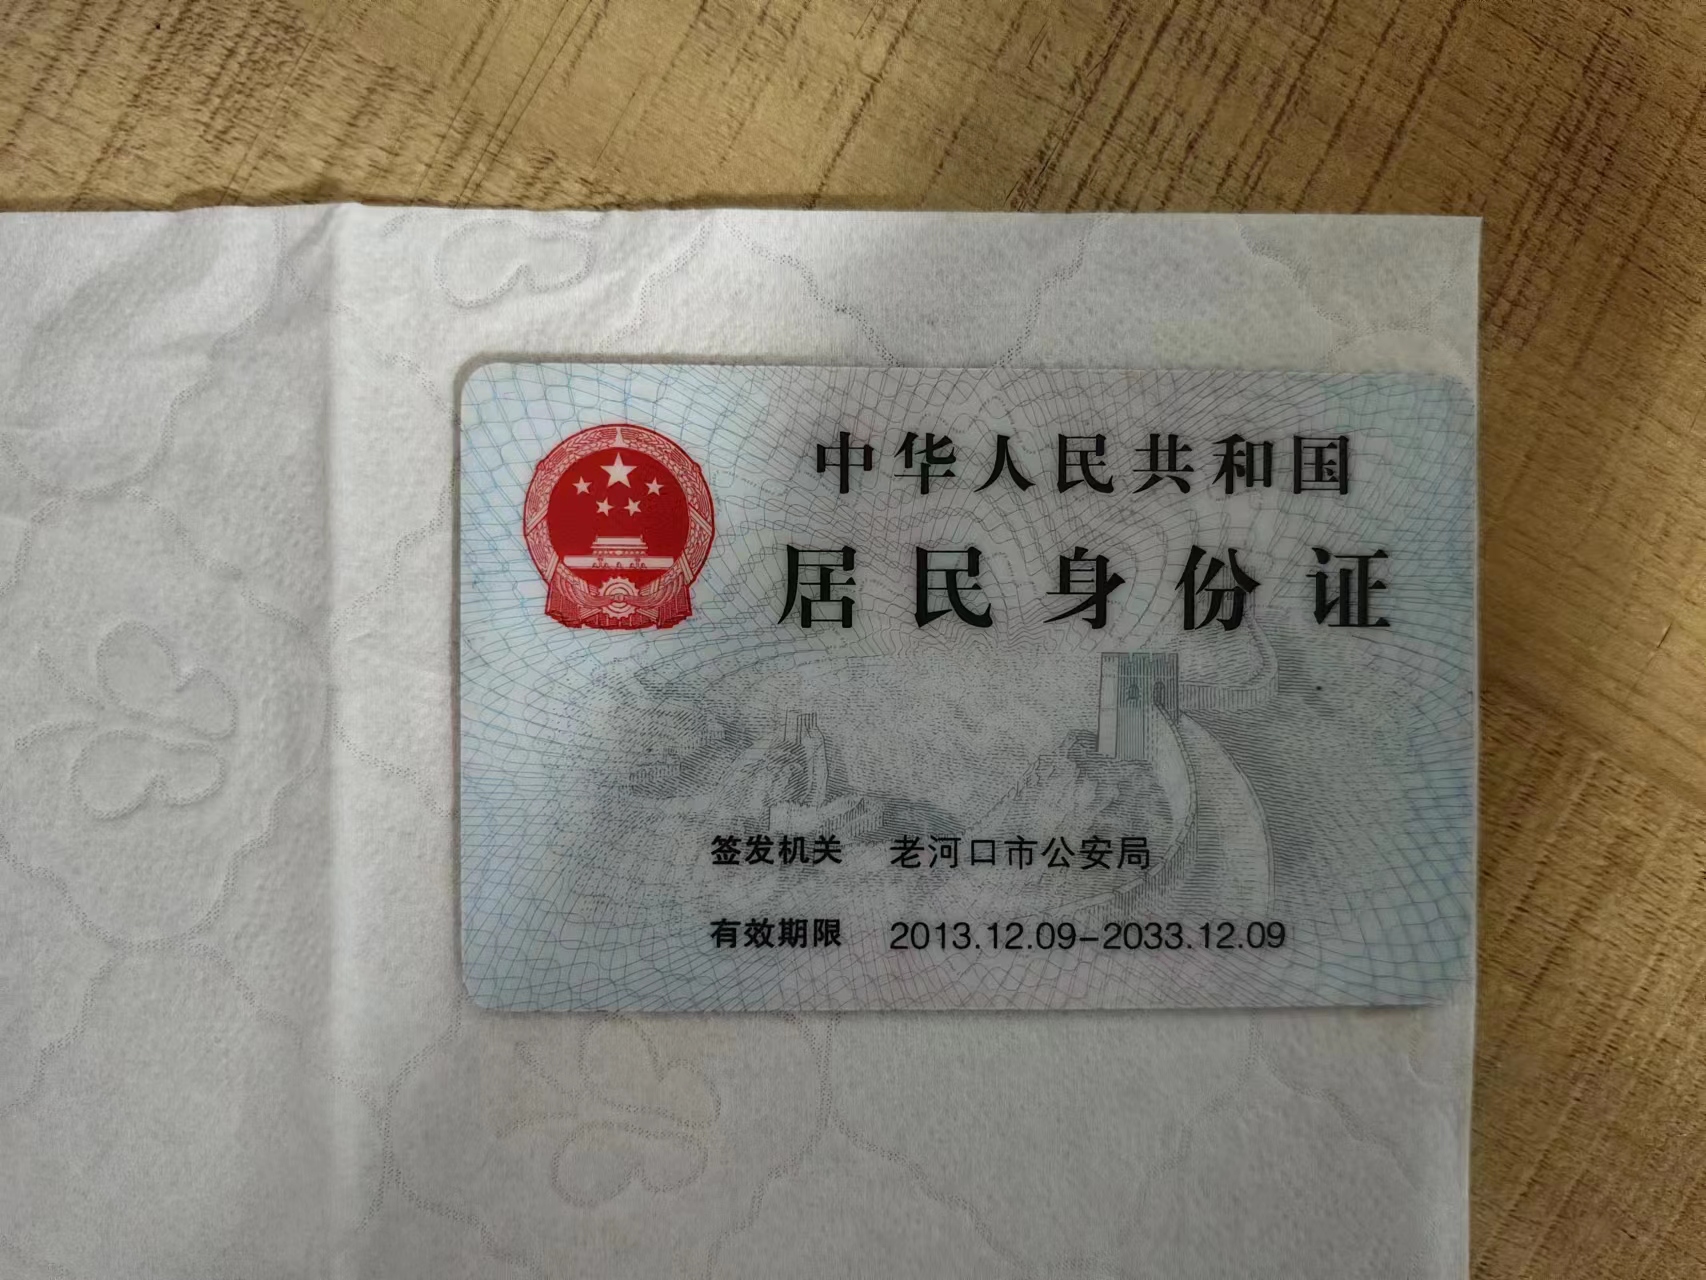 中华人民共和国
居民身份证
签发机关 老河口市公安局
有效期限 2013.12.09-2033.12.09